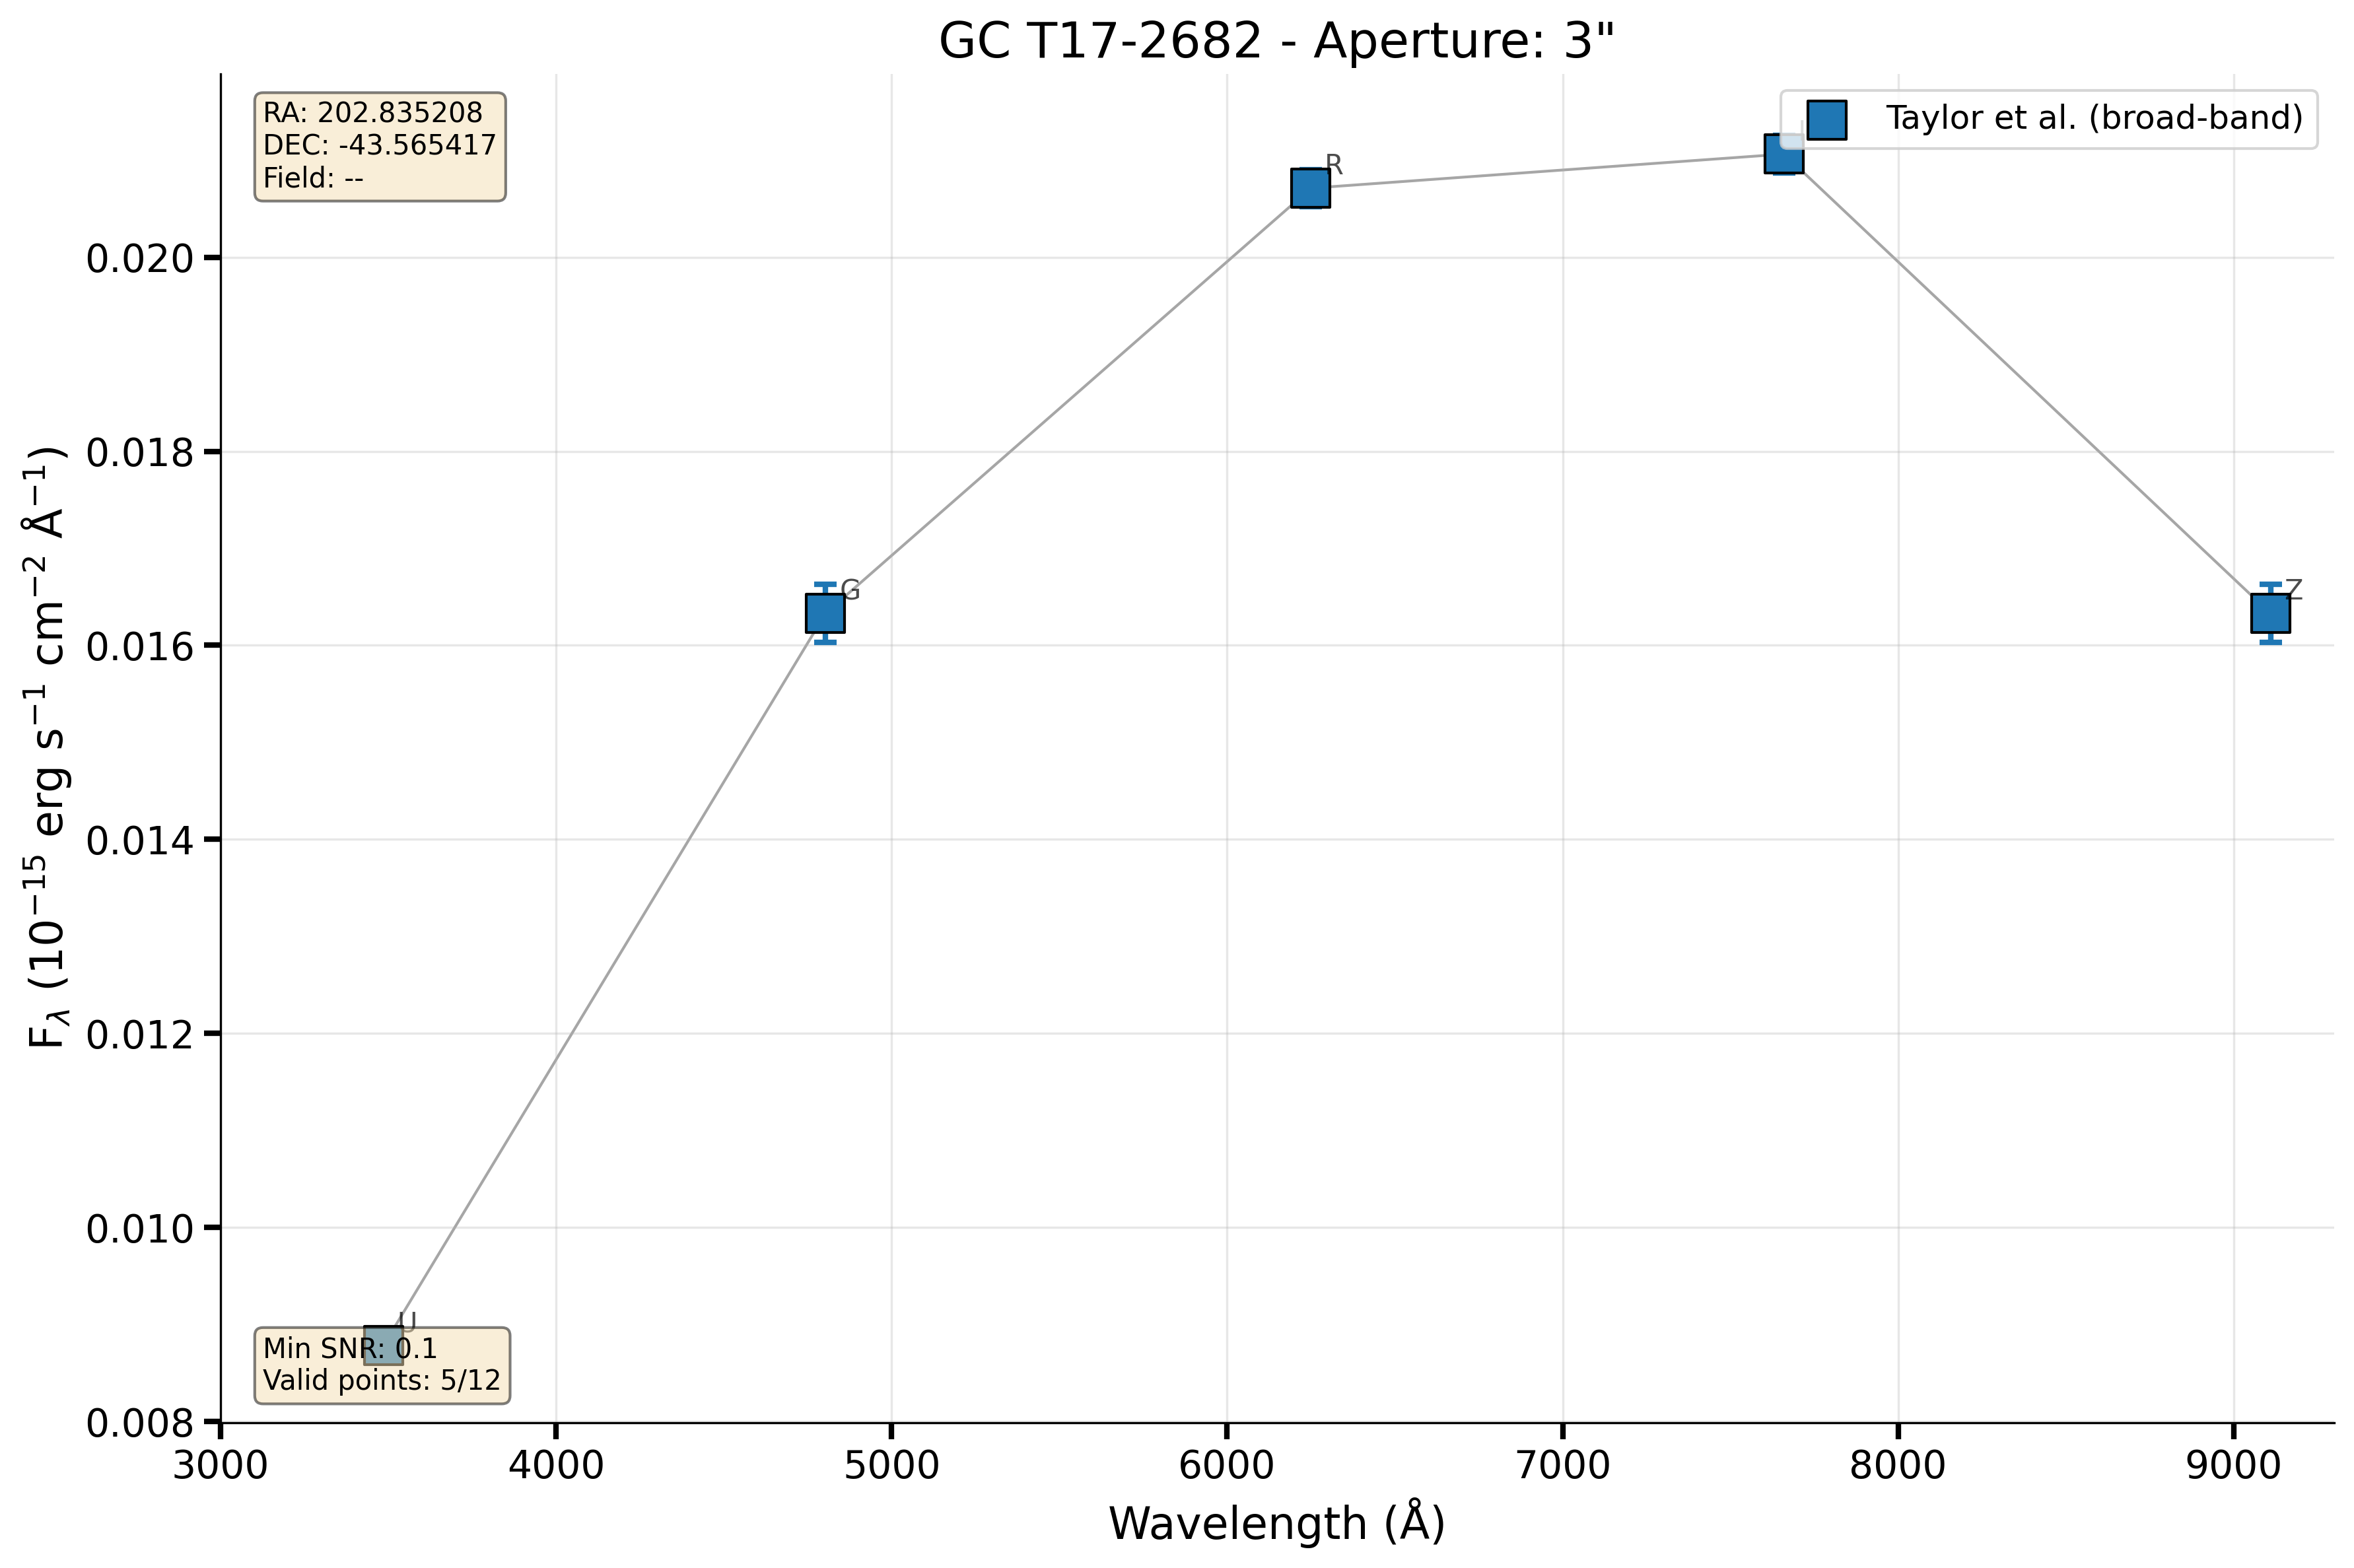 GC T17-2682 - Aperture: 3"
RA: 202.835208
DEC: -43.565417
Field: --
Taylor et al. (broad-band)
R
G
Z
U
Min SNR: 0.1
Valid points: 5/12
F_λ (10⁻¹⁵ erg s⁻¹ cm⁻² Å⁻¹)
0.020
0.018
0.016
0.014
0.012
0.010
0.008
3000 4000 5000 6000 7000 8000 9000
Wavelength (Å)